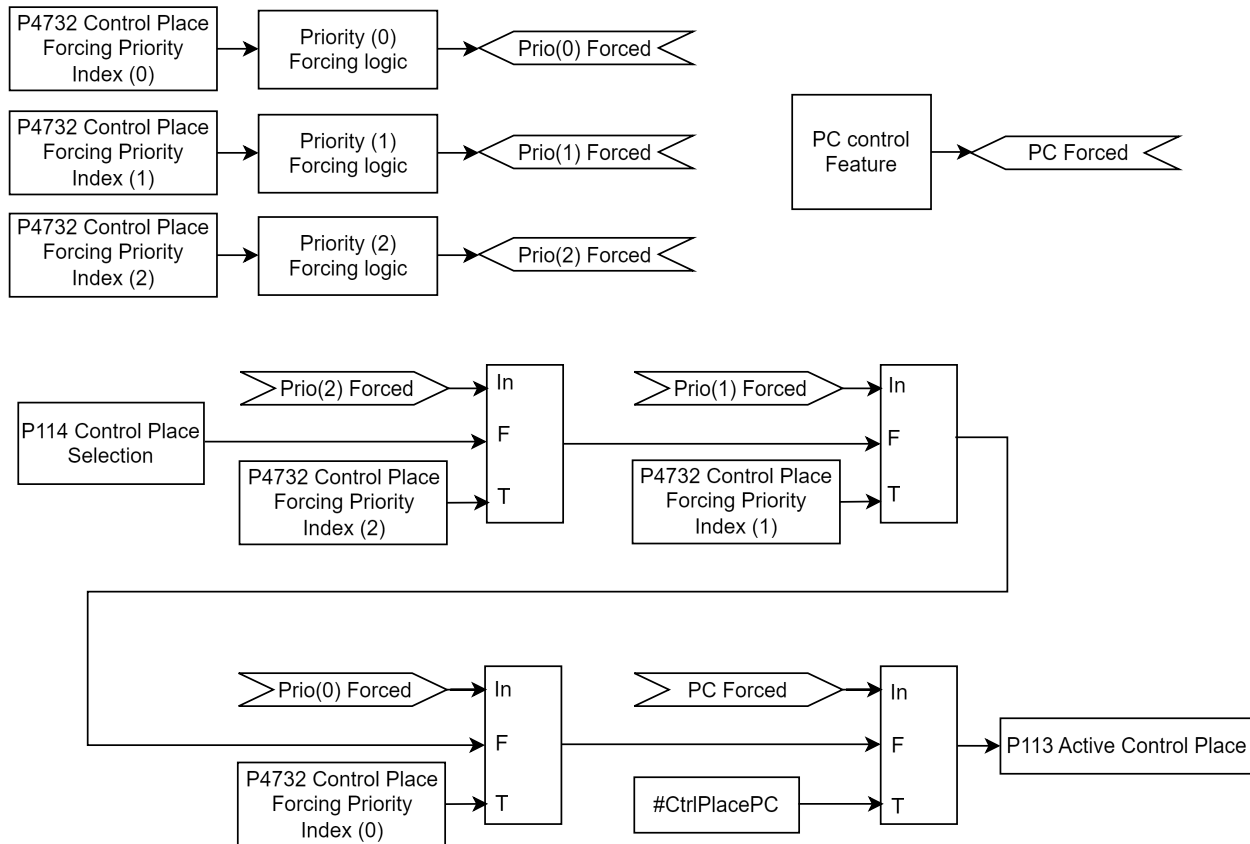 P4732 Control Place
Forcing Priority
Index (0)
Priority (0)
Forcing logic
Prio(0) Forced
P4732 Control Place
Forcing Priority
Index (1)
Priority (1)
Forcing logic
Prio(1) Forced
PC control
Feature
PC Forced
P4732 Control Place
Forcing Priority
Index (2)
Priority (2)
Forcing logic
Prio(2) Forced
P114 Control Place
Selection
Prio(2) Forced
P4732 Control Place
Forcing Priority
Index (2)
In
F
T
Prio(1) Forced
P4732 Control Place
Forcing Priority
Index (1)
In
F
T
Prio(0) Forced
P4732 Control Place
Forcing Priority
Index (0)
In
F
T
PC Forced
#CtrlPlacePC
In
F
T
P113 Active Control Place